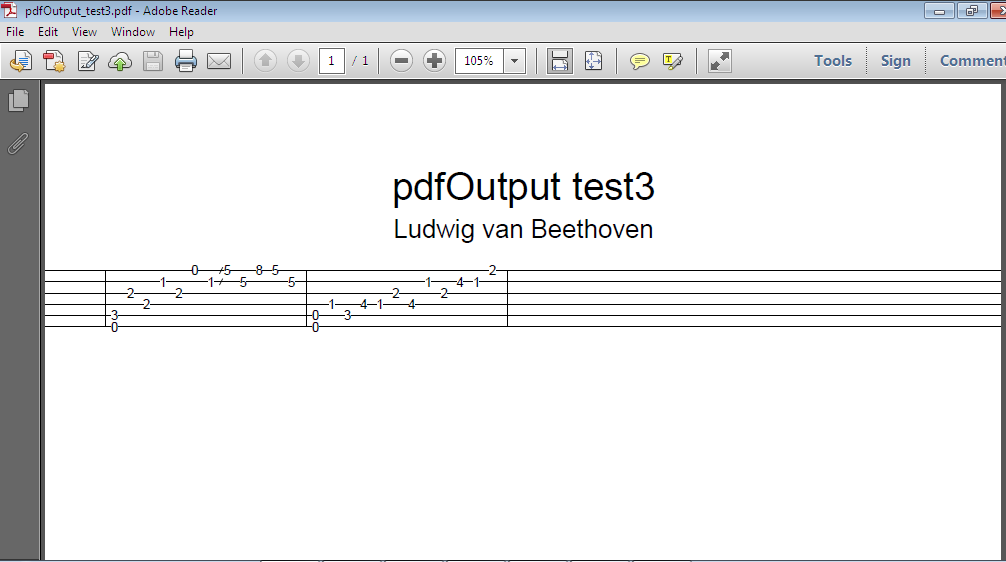 pdfOutput_test3.pdf - Adobe Reader
File Edit View Window Help
1 / 1 105% Tools Sign Comment
pdfOutput test3
Ludwig van Beethoven
0 /5 8 5 2
1 1 / 5 5 1 4 1
2 2 2 2
2 1 4 1 4
3 0 3
0 0